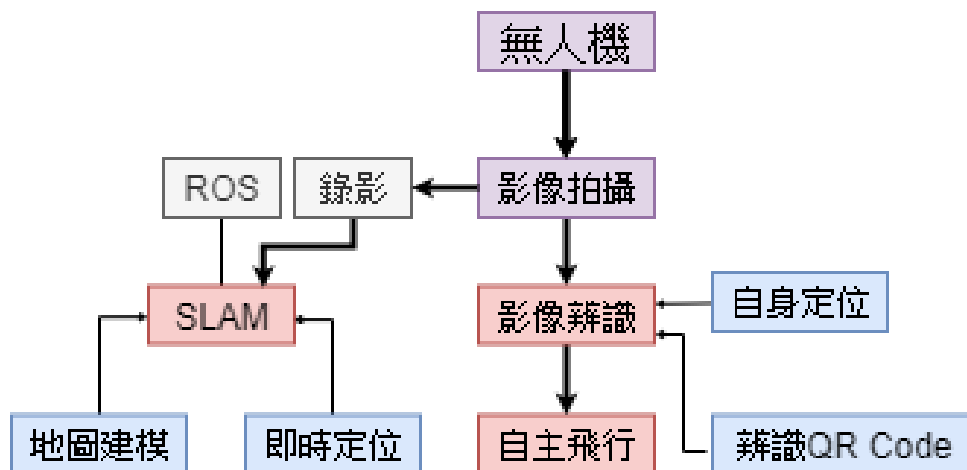 無人機
ROS
錄影
影像拍攝
SLAM
影像辨識
自身定位
地圖建模
即時定位
自主飛行
辨識QR Code